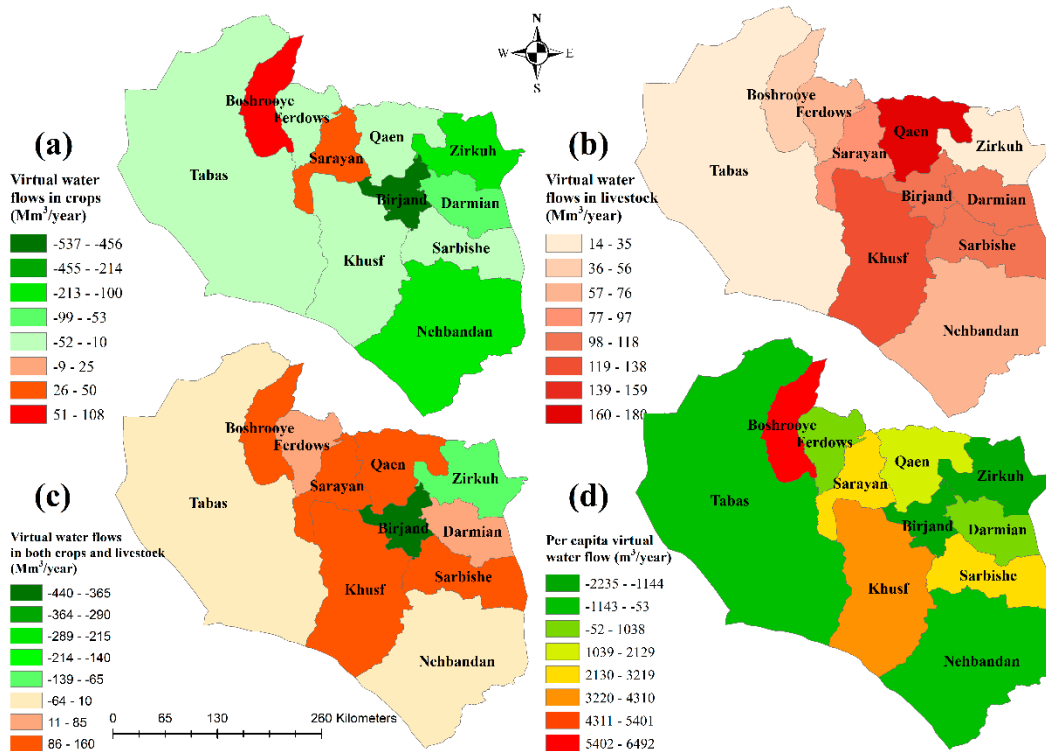 N
W E
S
(a)
Virtual water
flows in crops
(Mm³/year)
-537 - -456
-455 - -214
-213 - -100
-99 - -53
-52 - -10
-9 - 25
26 - 50
51 - 108
Boshrooye
Ferdows
Sarayan
Qaen
Zirkuh
Tabas
Birjand
Darmian
Sarbishe
Khusf
Nehbandan
(b)
Virtual water
flows in livestock
(Mm³/year)
14 - 35
36 - 56
57 - 76
77 - 97
98 - 118
119 - 138
139 - 159
160 - 180
Boshrooye
Ferdows
Sarayan
Qaen
Zirkuh
Tabas
Birjand
Darmian
Sarbishe
Khusf
Nehbandan
(c)
Virtual water flows
in both crops and livestock
(Mm³/year)
-440 - -365
-364 - -290
-289 - -215
-214 - -140
-139 - -65
-64 - 10
11 - 85
86 - 160
Boshrooye
Ferdows
Sarayan
Qaen
Zirkuh
Tabas
Birjand
Darmian
Sarbishe
Khusf
Nehbandan
0 65 130 260 Kilometers
(d)
Per capita virtual
water flow (m³/year)
-2235 - -1144
-1143 - -53
-52 - 1038
1039 - 2129
2130 - 3219
3220 - 4310
4311 - 5401
5402 - 6492
Boshrooye
Ferdows
Sarayan
Qaen
Zirkuh
Tabas
Birjand
Darmian
Sarbishe
Khusf
Nehbandan